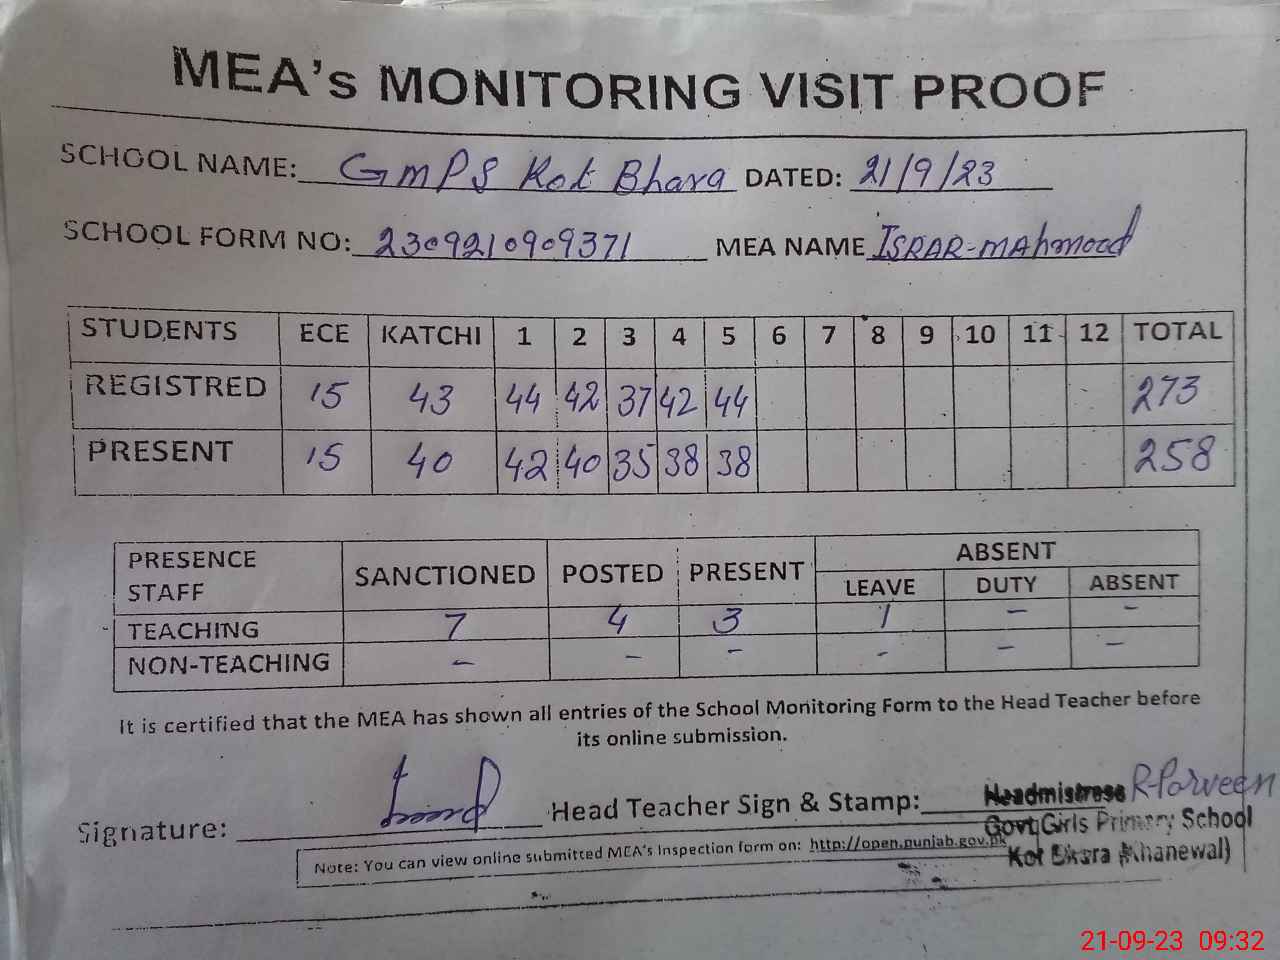 MEA's MONITORING VISIT PROOF
SCHOOL NAME: GMPS Kot Bhara DATED: 21/9/23
SCHOOL FORM NO: 2309210909371 MEA NAME ISRAR-MAHmood
STUDENTS ECE KATCHI 1 2 3 4 5 6 7 8 9 10 11 12 TOTAL
REGISTRED 15 43 44 42 37 42 44 273
PRESENT 15 40 42 40 35 38 38 258
PRESENCE STAFF SANCTIONED POSTED PRESENT ABSENT
LEAVE DUTY ABSENT
TEACHING 7 4 3 1 - -
NON-TEACHING - - - - - -
It is certified that the MEA has shown all entries of the School Monitoring Form to the Head Teacher before
its online submission.
Signature: Head Teacher Sign & Stamp: Headmistress R-Parveen
Govt Girls Primary School
Note: You can view online submitted MEA's Inspection form on: http://open.punjab.gov.pk
Kot (Khanewal)
21-09-23 09:32